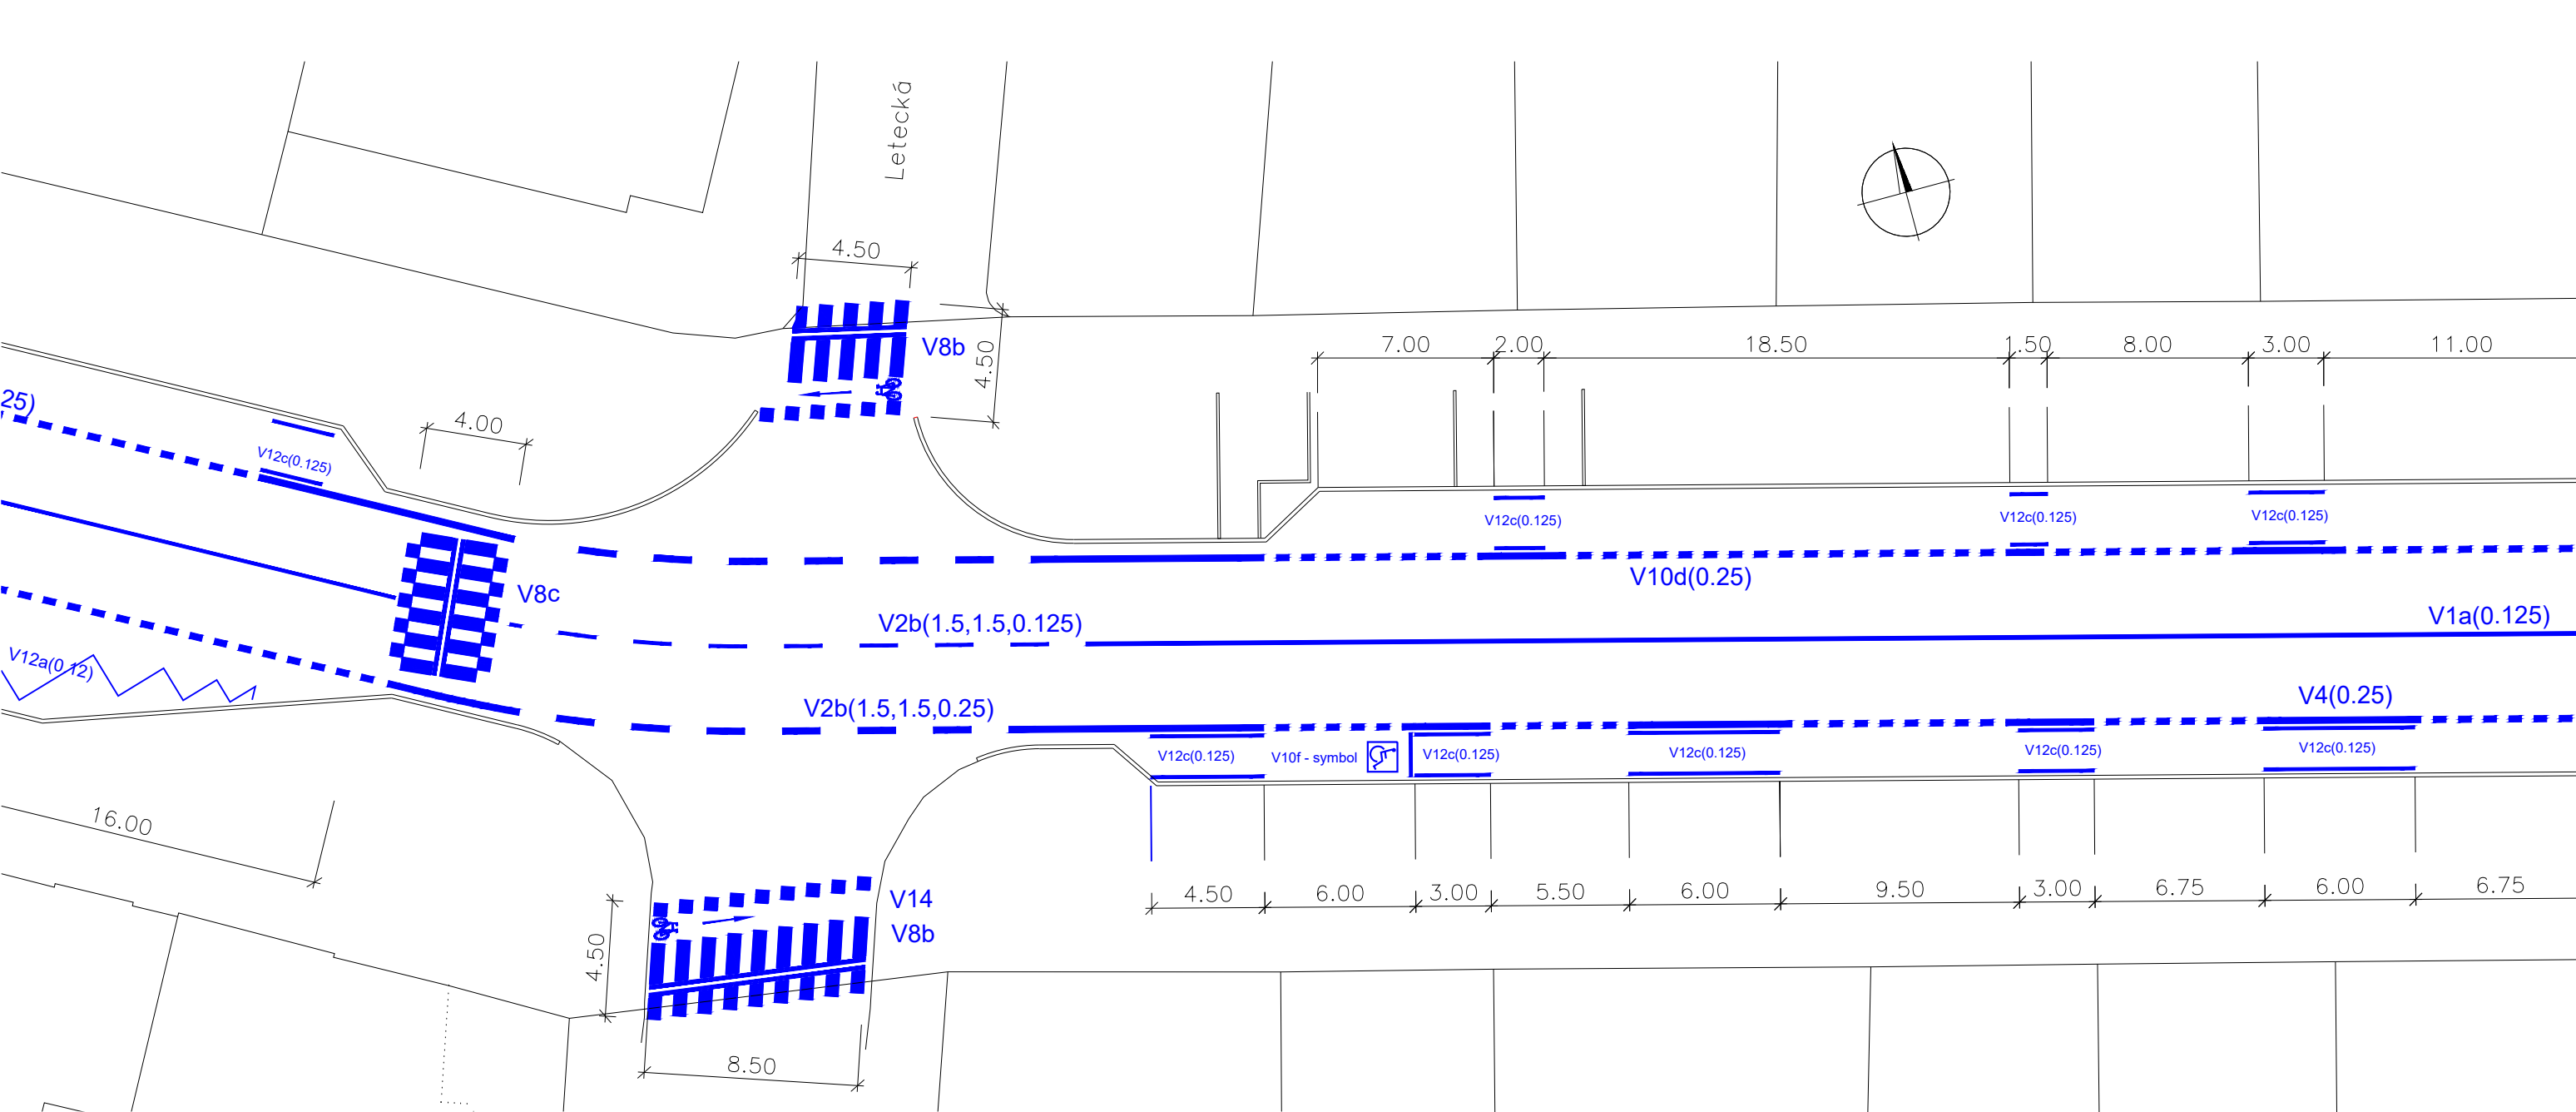 Letecká
4.50
V8b
4.50
7.00
2.00
18.50
1.50
8.00
3.00
11.00
25)
4.00
V12c(0.125)
V12c(0.125)
V12c(0.125)
V12c(0.125)
V10d(0.25)
V8c
V2b(1.5,1.5,0.125)
V1a(0.125)
V12a(0.12)
V2b(1.5,1.5,0.25)
V4(0.25)
V12c(0.125)
V10f - symbol
V12c(0.125)
V12c(0.125)
V12c(0.125)
V12c(0.125)
16.00
4.50
6.00
3.00
5.50
6.00
9.50
3.00
6.75
6.00
6.75
V14
V8b
4.50
8.50